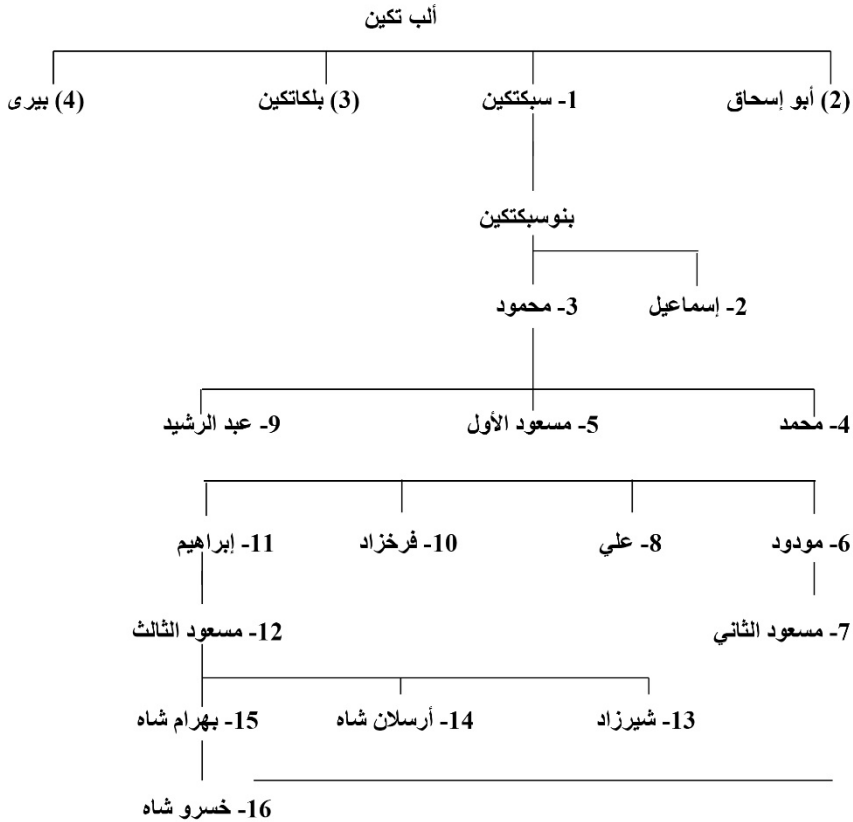 ألب تكين
(2) أبو إسحاق 1- سبكتكين (3) بلكاتكين (4) بيرى
بنوسبكتكين
2- إسماعيل 3- محمود
4- محمد 5- مسعود الأول 9- عبد الرشيد
6- مودود 8- علي 10- فرخزاد 11- إبراهيم
7- مسعود الثاني 12- مسعود الثالث
13- شيرزاد 14- أرسلان شاه 15- بهرام شاه
16- خسرو شاه